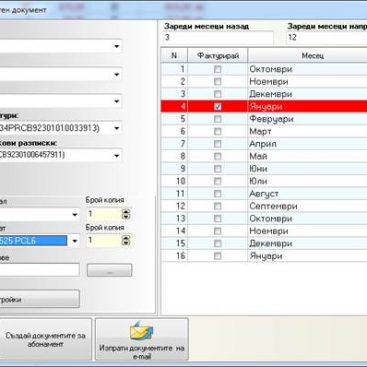 тен документ
Зареди месеци назад
Зареди месеци напр
3
12
N Фактурирай Месец
1 Октомври
2 Ноември
3 Декември
4 Януари
5 Февруари
6 Март
7 Април
8 Май
9 Юни
10 Юли
11 Август
12 Септември
13 Октомври
14 Ноември
15 Декември
16 Януари
тури:
34PRCB92301010033913)
кови разписки:
CB92301006457911)
ал
Брой копия
1
ат
Брой копия
525 PCL6
1
ове
...
тройки
Създай документите за
абонамент
Изпрати документите на
e-mail